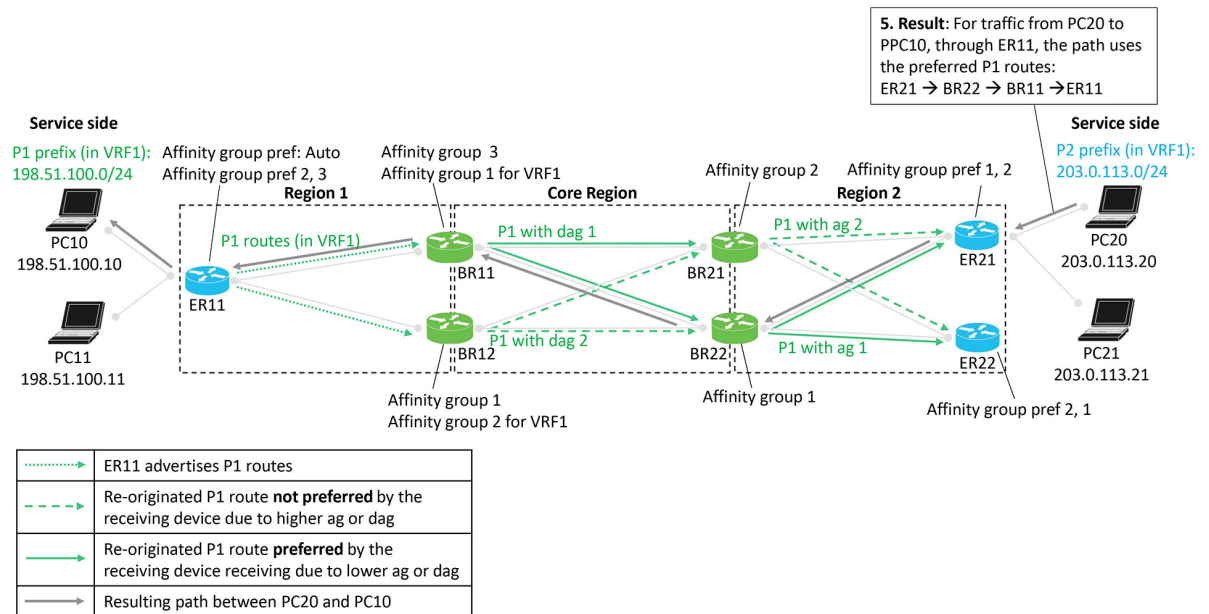 5. Result: For traffic from PC20 to
PPC10, through ER11, the path uses
the preferred P1 routes:
ER21 → BR22 → BR11 →ER11
Service side
P1 prefix (in VRF1):
198.51.100.0/24
Affinity group pref: Auto
Affinity group pref 2, 3
Affinity group 3
Affinity group 1 for VRF1
Affinity group 2
Affinity group pref 1, 2
Service side
P2 prefix (in VRF1):
203.0.113.0/24
Region 1
Core Region
Region 2
PC10
198.51.100.10
P1 routes (in VRF1)
P1 with dag 1
P1 with ag 2
BR11
BR21
ER21
PC20
203.0.113.20
ER11
PC11
198.51.100.11
BR12
P1 with dag 2
BR22
P1 with ag 1
ER22
PC21
203.0.113.21
Affinity group 1
Affinity group 2 for VRF1
Affinity group 1
Affinity group pref 2, 1
ER11 advertises P1 routes
Re-originated P1 route not preferred by the
receiving device due to higher ag or dag
Re-originated P1 route preferred by the
receiving device receiving due to lower ag or dag
Resulting path between PC20 and PC10